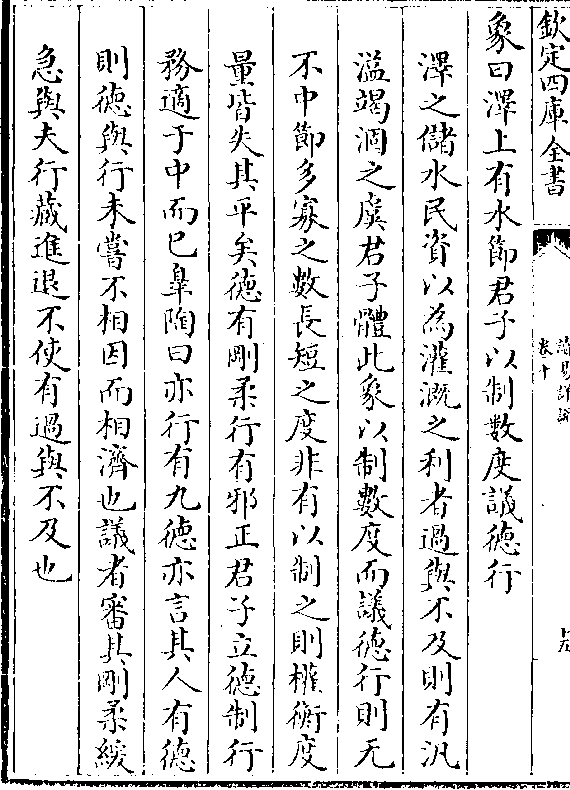 欽定四庫全書
讀易詳說
卷十
象曰澤上有水節君子以制數度議德行
澤之儲水民資以為灌溉之利者過與不及則有汎
溢竭涸之虞君子體此象以制數度而議德行則无
不中節多寡之數長短之度非有以制之則權衡度
量皆失其平矣德有剛柔行有邪正君子立德制行
務適于中而已臯陶曰亦行有九德亦言其人有德
則德與行未嘗不相因而相濟也議者審其剛柔緩
急與夫行藏進退不使有過與不及也